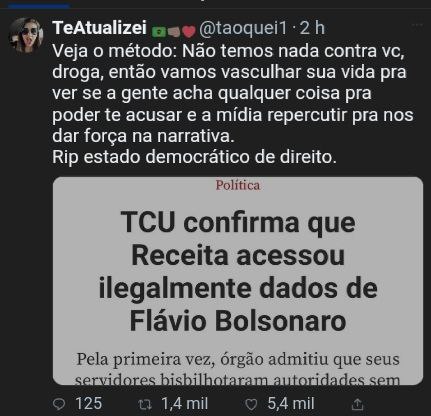 TeAtualizei @taoquei1 · 2 h
Veja o método: Não temos nada contra vc,
droga, então vamos vasculhar sua vida pra
ver se a gente acha qualquer coisa pra
poder te acusar e a mídia repercutir pra nos
dar força na narrativa.
Rip estado democrático de direito.
Política
TCU confirma que
Receita acessou
ilegalmente dados de
Flávio Bolsonaro
Pela primeira vez, órgão admitiu que seus
servidores bisbilhotaram autoridades sem
125 1,4 mil 5,4 mil